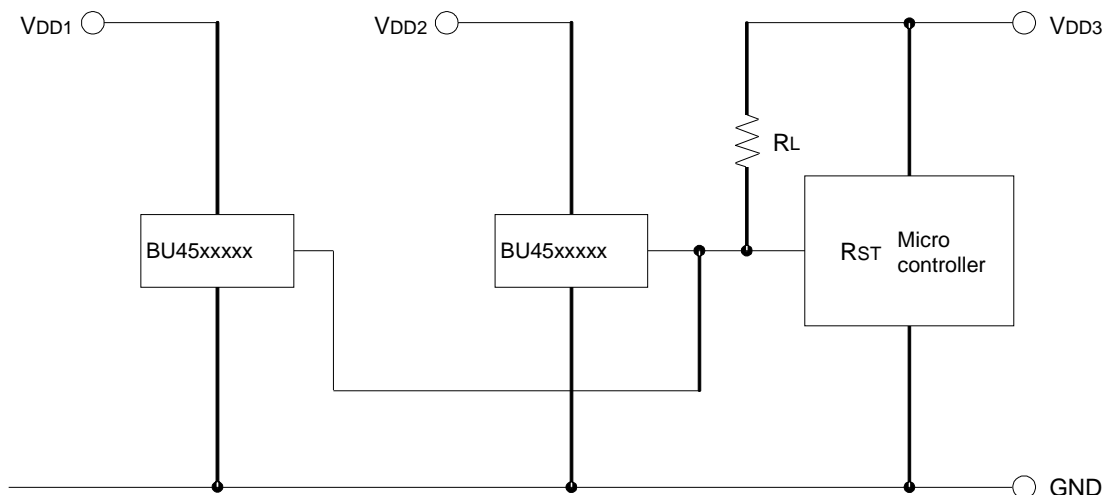 VDD1
VDD2
VDD3
RL
BU45xxxxx
BU45xxxxx
RST
Micro
controller
GND